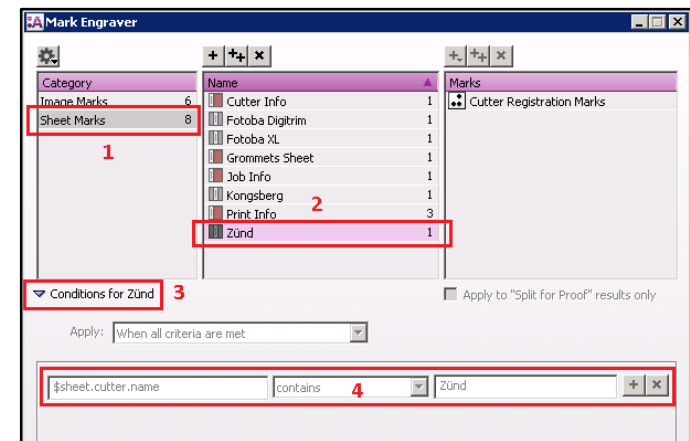 Mark Engraver
Category
Image Marks 6
Sheet Marks 8
1
Name
Cutter Info 1
Fotoba Digitrim 1
Fotoba XL 1
Grommets Sheet 1
Job Info 1
Kongsberg 1
2
Print Info 3
Zünd 1
Marks
Cutter Registration Marks
Conditions for Zünd 3
Apply to "Split for Proof" results only
Apply: When all criteria are met
$sheet.cutter.name contains 4 Zünd